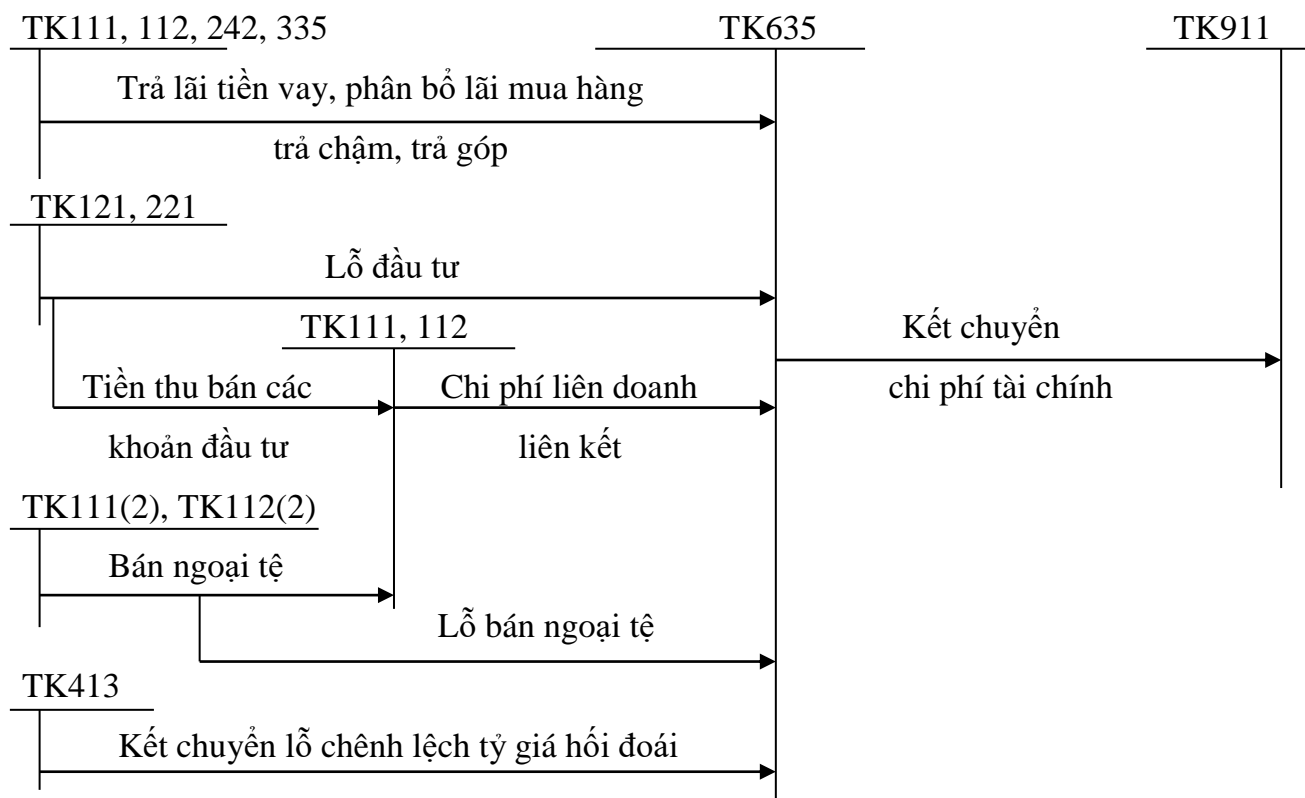 TK111, 112, 242, 335
TK635
TK911
Trả lãi tiền vay, phân bổ lãi mua hàng
trả chậm, trả góp
TK121, 221
Lỗ đầu tư
TK111, 112
Kết chuyển
Tiền thu bán các
Chi phí liên doanh
chi phí tài chính
khoản đầu tư
liên kết
TK111(2), TK112(2)
Bán ngoại tệ
Lỗ bán ngoại tệ
TK413
Kết chuyển lỗ chênh lệch tỷ giá hối đoái